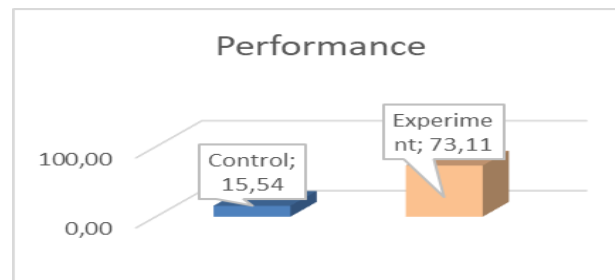 Performance
Experime
nt; 73,11
Control;
15,54
100,00
0,00